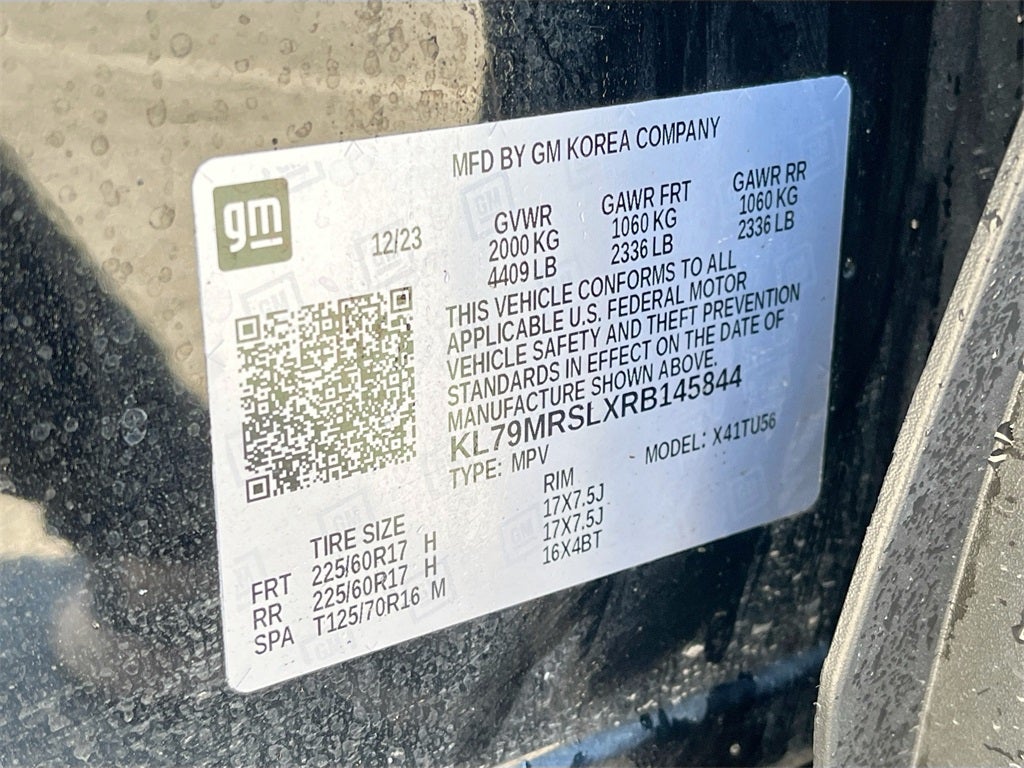 MFD BY GM KOREA COMPANY
gm
12/23
GVWR GAWR FRT GAWR RR
2000 KG 1060 KG 1060 KG
4409 LB 2336 LB 2336 LB
THIS VEHICLE CONFORMS TO ALL
APPLICABLE U.S. FEDERAL MOTOR
VEHICLE SAFETY AND THEFT PREVENTION
STANDARDS IN EFFECT ON THE DATE OF
MANUFACTURE SHOWN ABOVE.
KL79MRSLXRB145844
TYPE: MPV MODEL: X41TU56
TIRE SIZE RIM
FRT 225/60R17 H 17X7.5J
RR 225/60R17 H 17X7.5J
SPA T125/70R16 M 16X4BT